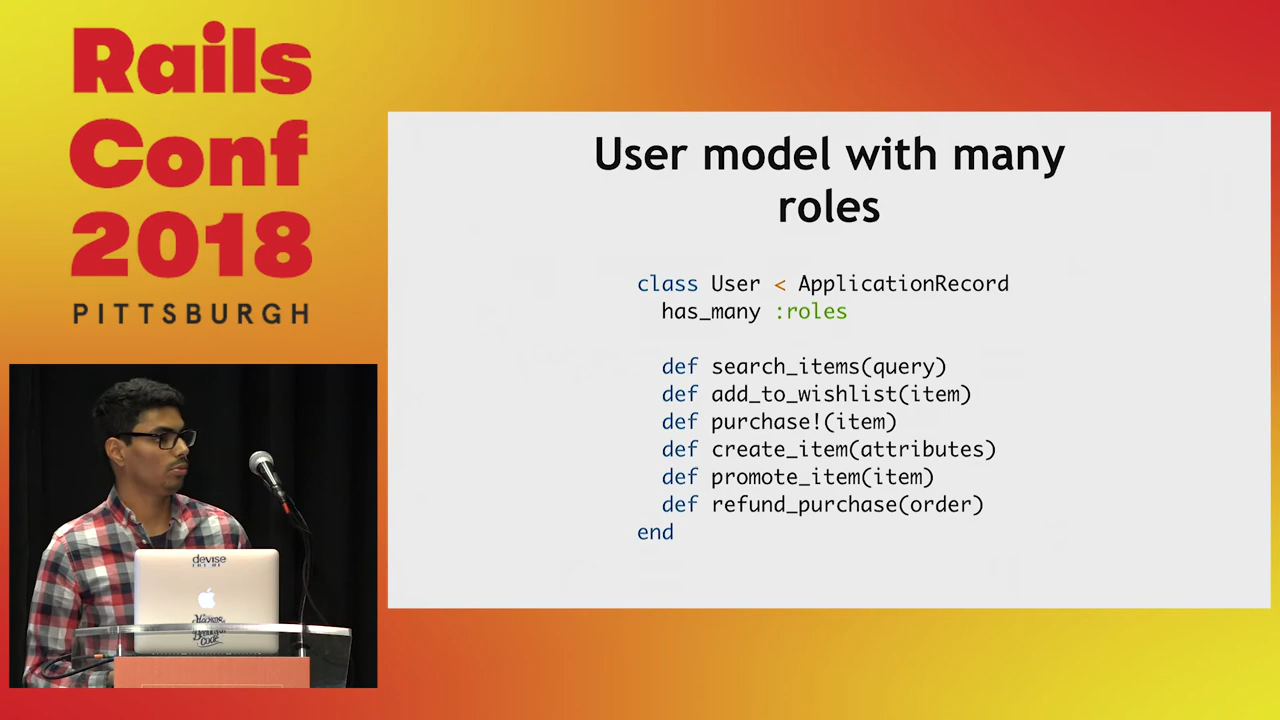 Rails
Conf
2018
PITTSBURGH
User model with many
roles
class User < ApplicationRecord
  has_many :roles
  def search_items(query)
  def add_to_wishlist(item)
  def purchase!(item)
  def create_item(attributes)
  def promote_item(item)
  def refund_purchase(order)
end
devise